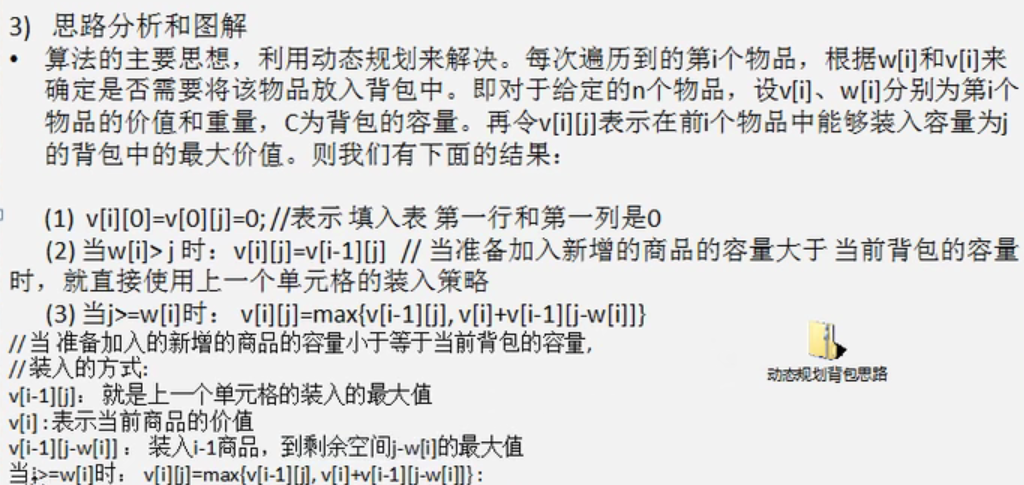 3) 思路分析和图解
• 算法的主要思想，利用动态规划来解决。每次遍历到的第i个物品，根据w[i]和v[i]来
确定是否需要将该物品放入背包中。即对于给定的n个物品，设v[i]、w[i]分别为第i个
物品的价值和重量，C为背包的容量。再令v[i][j]表示在前i个物品中能够装入容量为j
的背包中的最大价值。则我们有下面的结果：
(1) v[i][0]=v[0][j]=0; //表示 填入表 第一行和第一列是0
(2) 当w[i]> j 时：v[i][j]=v[i-1][j] // 当准备加入新增的商品的容量大于 当前背包的容量
时，就直接使用上一个单元格的装入策略
(3) 当j>=w[i]时： v[i][j]=max{v[i-1][j], v[i]+v[i-1][j-w[i]]}
// 当 准备加入的新增的商品的容量小于等于当前背包的容量,
// 装入的方式:
v[i-1][j]： 就是上一个单元格的装入的最大值
v[i] :表示当前商品的价值
v[i-1][j-w[i]] ： 装入i-1商品，到剩余空间j-w[i]的最大值
当j>=w[i]时： v[i][j]=max{v[i-1][j], v[i]+v[i-1][j-w[i]]} :
动态规划背包思路